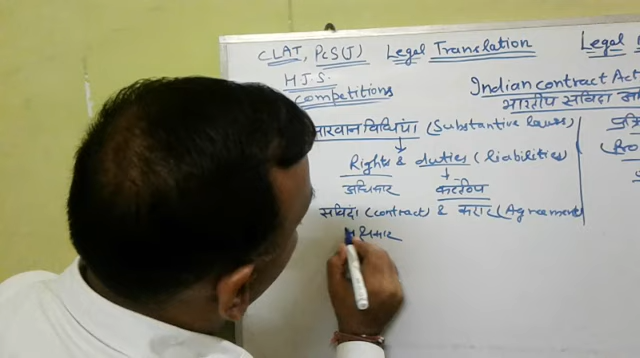 CLAT, PCS(J) Legal Translation Legal
H.J.S. Indian contract Act
Competitions भारतीय संविदा
सारवान विधियां (Substantive laws)
Rights & duties (liabilities)
अधिकार कर्तव्य
संविदा (contract) & करार (Agreement)